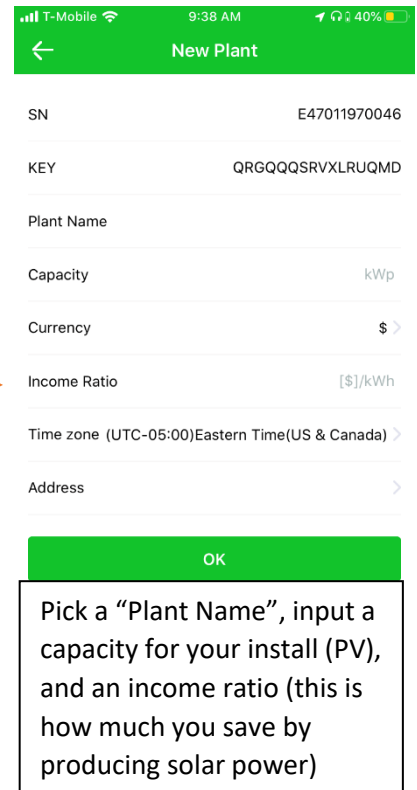 T-Mobile 9:38 AM 40%
New Plant
SN E47011970046
KEY QRGQQQSRVXLRUQMD
Plant Name
Capacity kWp
Currency $
Income Ratio [$]/kWh
Time zone (UTC-05:00)Eastern Time(US & Canada)
Address
OK
Pick a “Plant Name”, input a
capacity for your install (PV),
and an income ratio (this is
how much you save by
producing solar power)